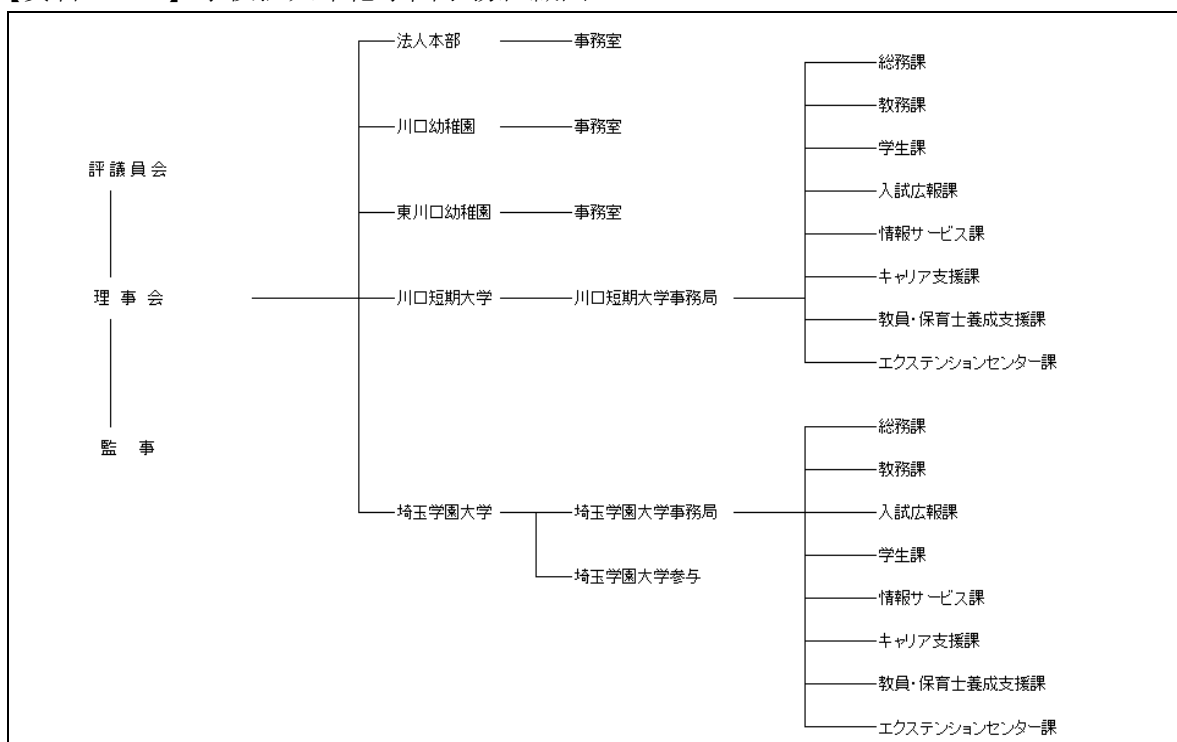 法人本部
事務室
川口幼稚園
事務室
東川口幼稚園
事務室
川口短期大学
川口短期大学事務局
総務課
教務課
学生課
入試広報課
情報サービス課
キャリア支援課
教員・保育士養成支援課
エクステンションセンター課
評議員会
理事会
監事
埼玉学園大学
埼玉学園大学事務局
埼玉学園大学参与
総務課
教務課
入試広報課
学生課
情報サービス課
キャリア支援課
教員・保育士養成支援課
エクステンションセンター課